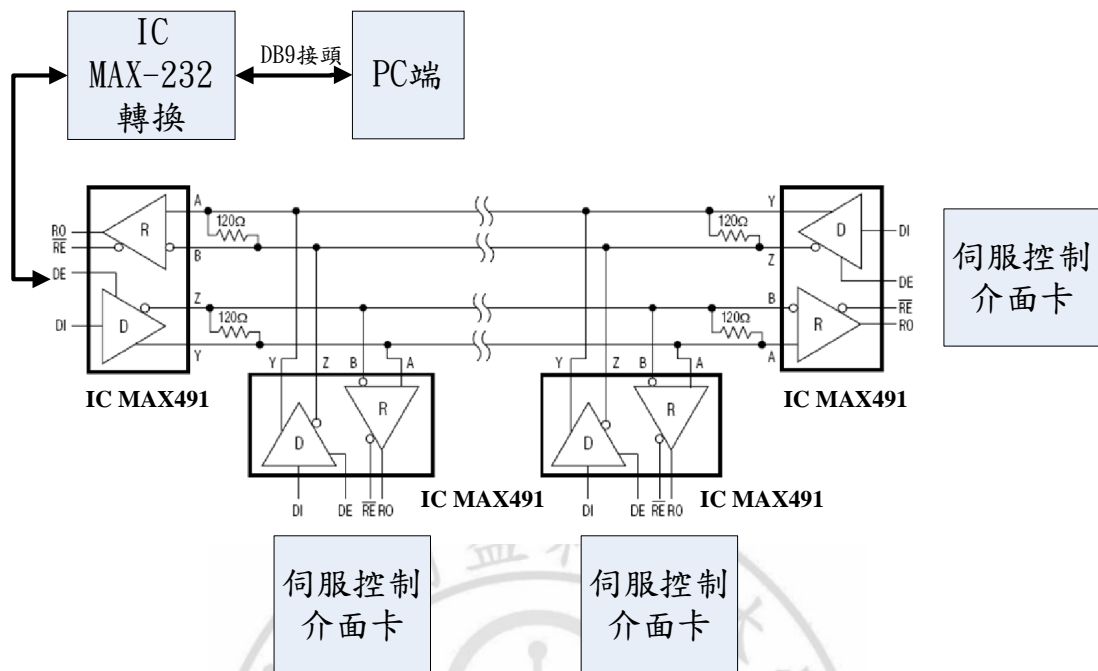 IC
MAX-232
轉換
DB9接頭
PC端
A
120Ω
B
RO
R
RE
DE
DI
D
Z
120Ω
Y
IC MAX491
Y
120Ω
Z
D
DI
DE
B
120Ω
A
R
RE
RO
IC MAX491
伺服控制
介面卡
Y Z B A
D R
DI DE RE RO
IC MAX491
Y Z B A
D R
DI DE RE RO
IC MAX491
伺服控制
介面卡
伺服控制
介面卡